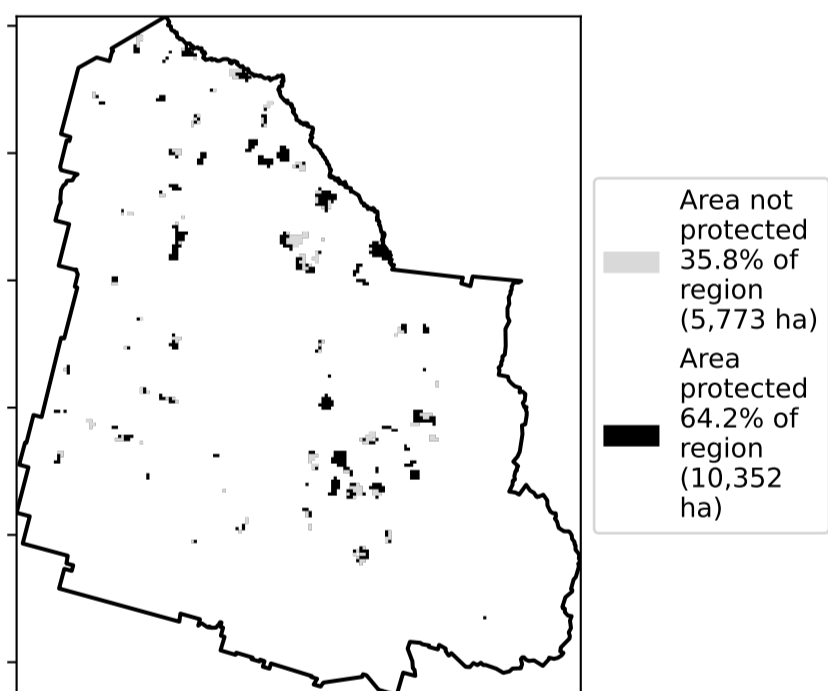 Area not
protected
35.8% of
region
(5,773 ha)
Area
protected
64.2% of
region
(10,352
ha)